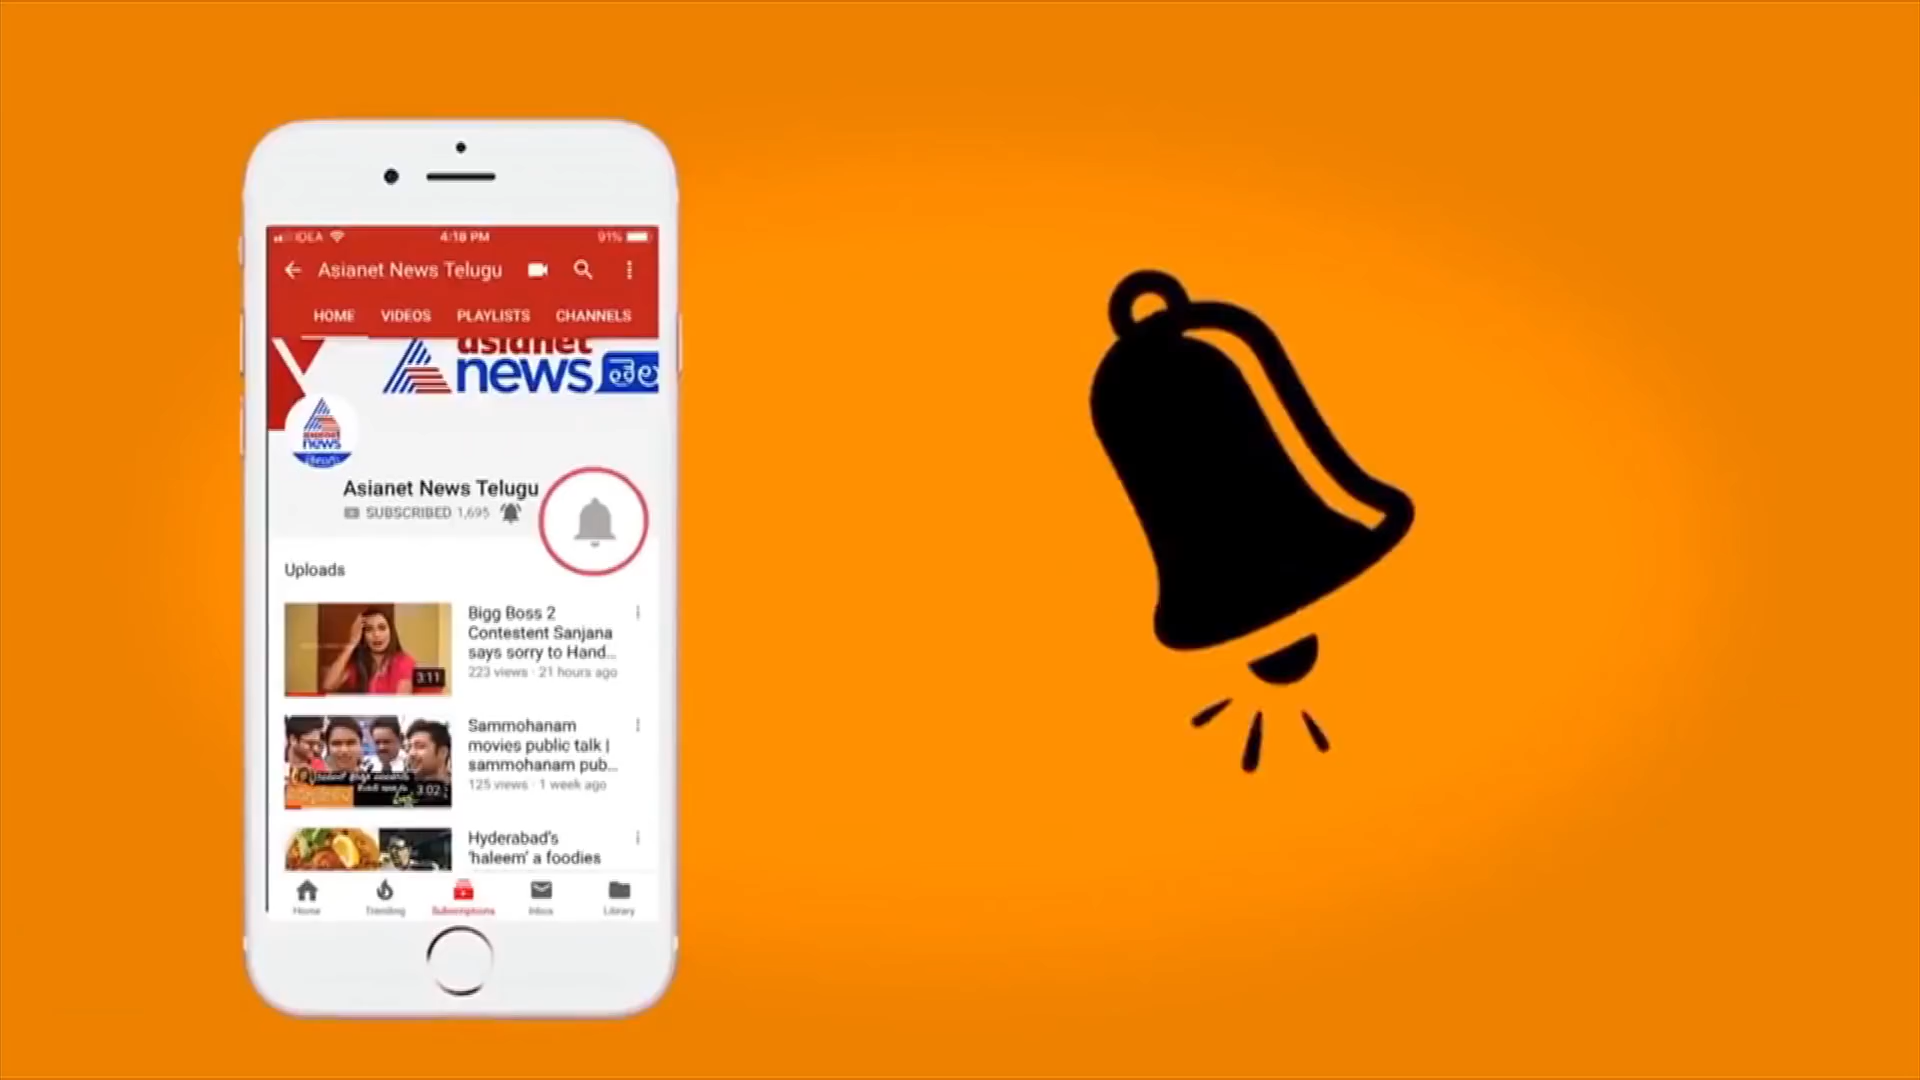 IDEA 4:18 PM 91%
Asianet News Telugu
HOME VIDEOS PLAYLISTS CHANNELS
asianet
news తెల
asianet
news
తెలుగు
Asianet News Telugu
SUBSCRIBED 1,695
Uploads
Bigg Boss 2
Contestent Sanjana
says sorry to Hand...
223 views · 21 hours ago
3:11
Sammohanam
movies public talk |
sammohanam pub...
125 views · 1 week ago
3:02
Hyderabad's
'haleem' a foodies
Home Trending Subscriptions Inbox Library